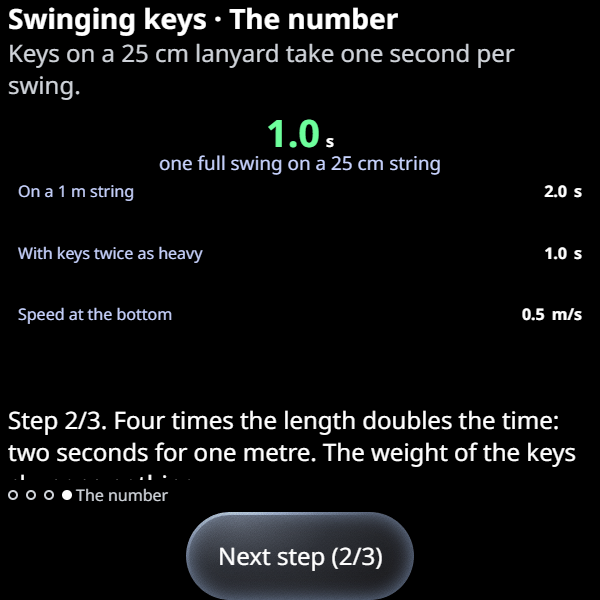 Swinging keys · The number
Keys on a 25 cm lanyard take one second per
swing.
1.0 s
one full swing on a 25 cm string
On a 1 m string 2.0 s
With keys twice as heavy 1.0 s
Speed at the bottom 0.5 m/s
Step 2/3. Four times the length doubles the time:
two seconds for one metre. The weight of the keys
The number
Next step (2/3)